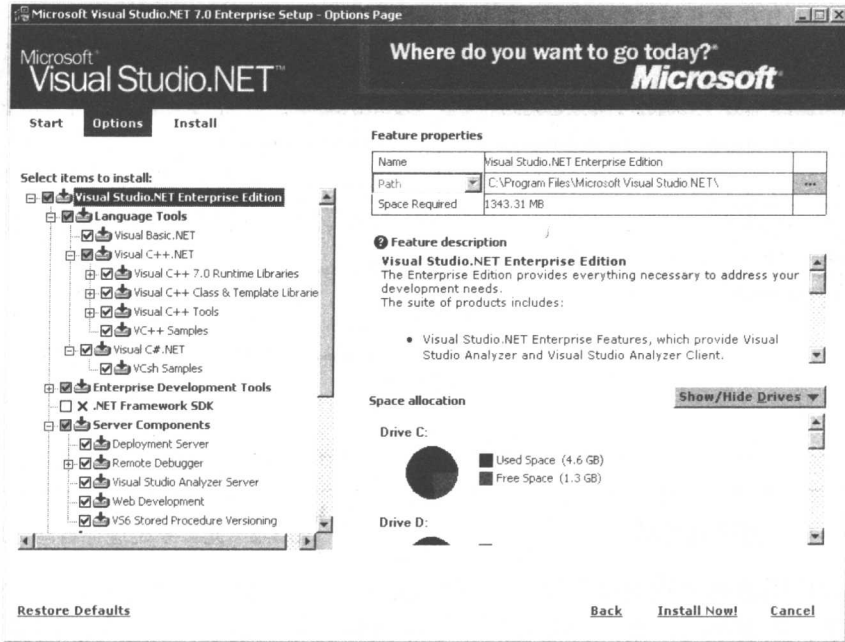 Microsoft Visual Studio.NET 7.0 Enterprise Setup - Options Page
Microsoft
Visual Studio.NET™
Where do you want to go today?®
Microsoft
Start Options Install
Select items to install:
Visual Studio.NET Enterprise Edition
Language Tools
Visual Basic.NET
Visual C++.NET
Visual C++ 7.0 Runtime Libraries
Visual C++ Class & Template Librarie
Visual C++ Tools
VC++ Samples
Visual C#.NET
VCsh Samples
Enterprise Development Tools
.NET Framework SDK
Server Components
Deployment Server
Remote Debugger
Visual Studio Analyzer Server
Web Development
VS6 Stored Procedure Versioning
Feature properties
Name Visual Studio.NET Enterprise Edition
Path C:\Program Files\Microsoft Visual Studio NET\ ...
Space Required 1343.31 MB
Feature description
Visual Studio.NET Enterprise Edition
The Enterprise Edition provides everything necessary to address your
development needs.
The suite of products includes:
• Visual Studio.NET Enterprise Features, which provide Visual
Studio Analyzer and Visual Studio Analyzer Client.
Space allocation
Show/Hide Drives
Drive C:
Used Space (4.6 GB)
Free Space (1.3 GB)
Drive D:
Restore Defaults
Back Install Now! Cancel